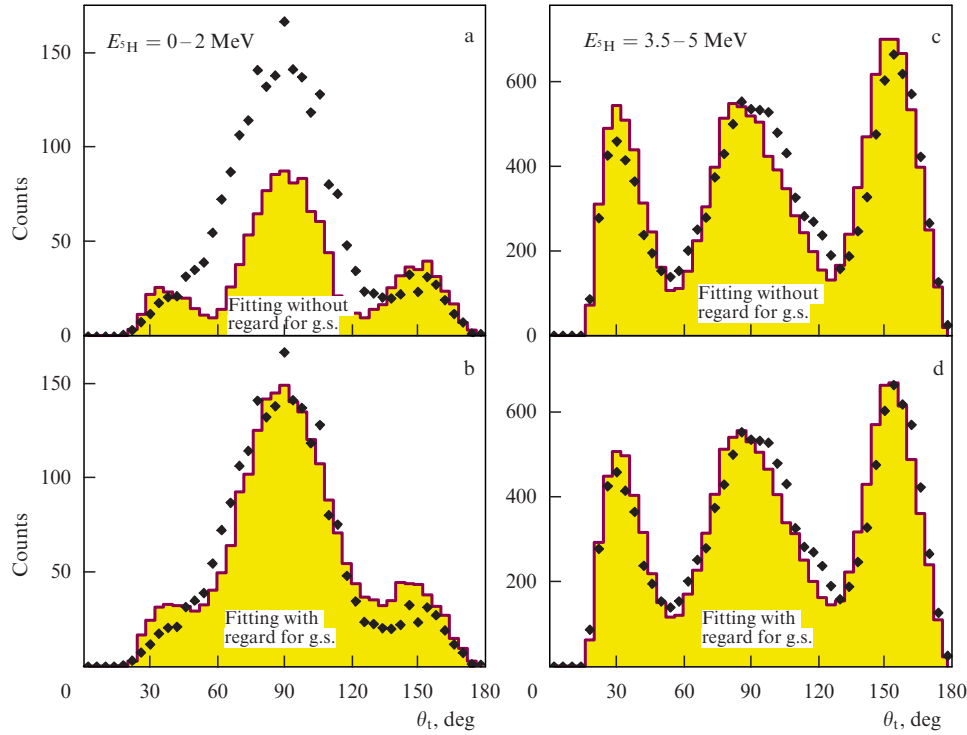 E⁵H = 0–2 MeV
a
Counts
150
100
50
0
Fitting without
regard for g.s.
E⁵H = 3.5–5 MeV
c
600
400
200
0
Fitting without
regard for g.s.
b
Counts
150
100
50
0
Fitting with
regard for g.s.
30 60 90 120 150 180
θt, deg
d
600
400
200
0
Fitting with
regard for g.s.
30 60 90 120 150 180
θt, deg